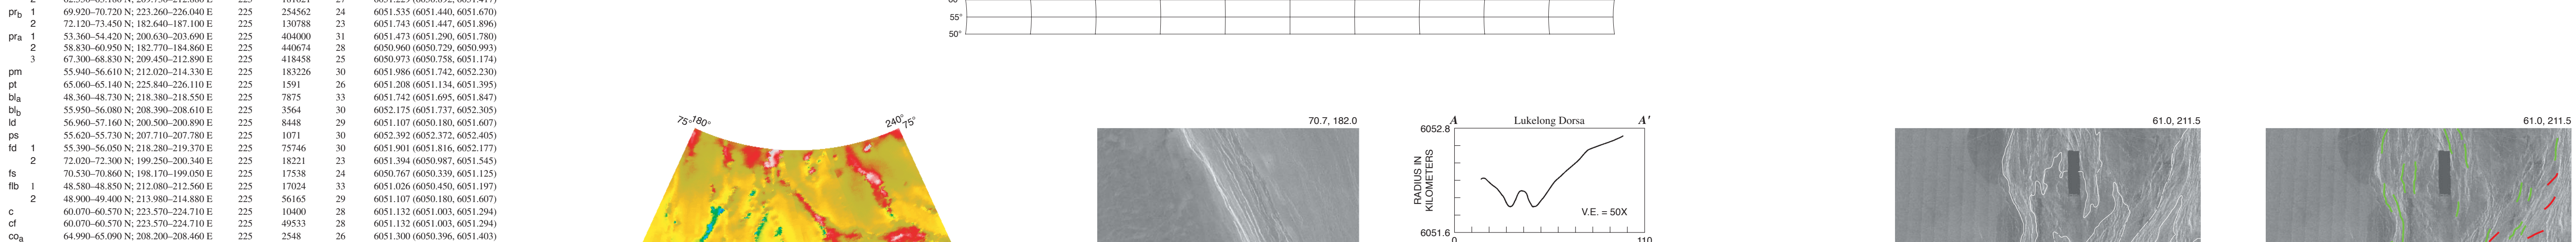 pr_b 1 69.920–70.720 N; 223.260–226.040 E 225 254562 24 6051.535 (6051.440, 6051.670)
2 72.120–73.450 N; 182.640–187.100 E 225 130788 23 6051.743 (6051.447, 6051.896)
pr_a 1 53.360–54.420 N; 200.630–203.690 E 225 404000 31 6051.473 (6051.290, 6051.780)
2 58.830–60.950 N; 182.770–184.860 E 225 440674 28 6050.960 (6050.729, 6050.993)
3 67.300–68.830 N; 209.450–212.890 E 225 418458 25 6050.973 (6050.758, 6051.174)
pm 55.940–56.610 N; 212.020–214.330 E 225 183226 30 6051.986 (6051.742, 6052.230)
pt 65.060–65.140 N; 225.840–226.110 E 225 1591 26 6051.208 (6051.134, 6051.395)
bl_a 48.360–48.730 N; 218.380–218.550 E 225 7875 33 6051.742 (6051.695, 6051.847)
bl_b 55.950–56.080 N; 208.390–208.610 E 225 3564 30 6052.175 (6051.737, 6052.305)
ld 56.960–57.160 N; 200.500–200.890 E 225 8448 29 6051.107 (6050.180, 6051.607)
ps 55.620–55.730 N; 207.710–207.780 E 225 1071 30 6052.392 (6052.372, 6052.405)
fd 1 55.390–56.050 N; 218.280–219.370 E 225 75746 30 6051.901 (6051.816, 6052.177)
2 72.020–72.300 N; 199.250–200.340 E 225 18221 23 6051.394 (6050.987, 6051.545)
fs 70.530–70.860 N; 198.170–199.050 E 225 17538 24 6050.767 (6050.339, 6051.125)
flb 1 48.580–48.850 N; 212.080–212.560 E 225 17024 33 6051.026 (6050.450, 6051.197)
2 48.900–49.400 N; 213.980–214.880 E 225 56165 29 6051.107 (6050.180, 6051.607)
c 60.070–60.570 N; 223.570–224.710 E 225 10400 28 6051.132 (6051.003, 6051.294)
cf 60.070–60.570 N; 223.570–224.710 E 225 49533 28 6051.132 (6051.003, 6051.294)
co_a 64.990–65.090 N; 208.200–208.460 E 225 2548 26 6051.300 (6050.396, 6051.403)
55°
50°
75° 180° 240° 75°
70.7, 182.0
A Lukelong Dorsa A'
6052.8
RADIUS IN
KILOMETERS
V.E. = 50X
6051.6
0 110
61.0, 211.5
61.0, 211.5